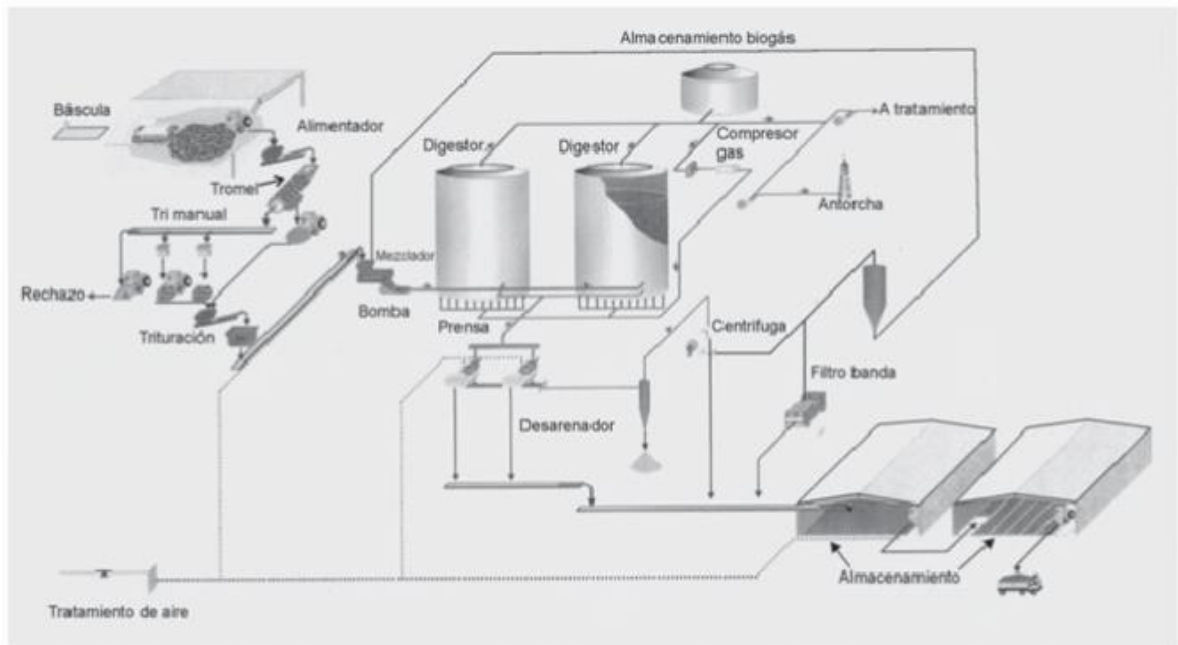 Almacenamiento biogás
Báscula
Alimentador
A tratamiento
Digestor
Digestor
Compresor
gas
Tromel
Antorcha
Tri manual
Mezclador
Rechazo
Bomba
Prensa
Centrífuga
Trituración
Filtro banda
Desarenador
Almacenamiento
Tratamiento de aire